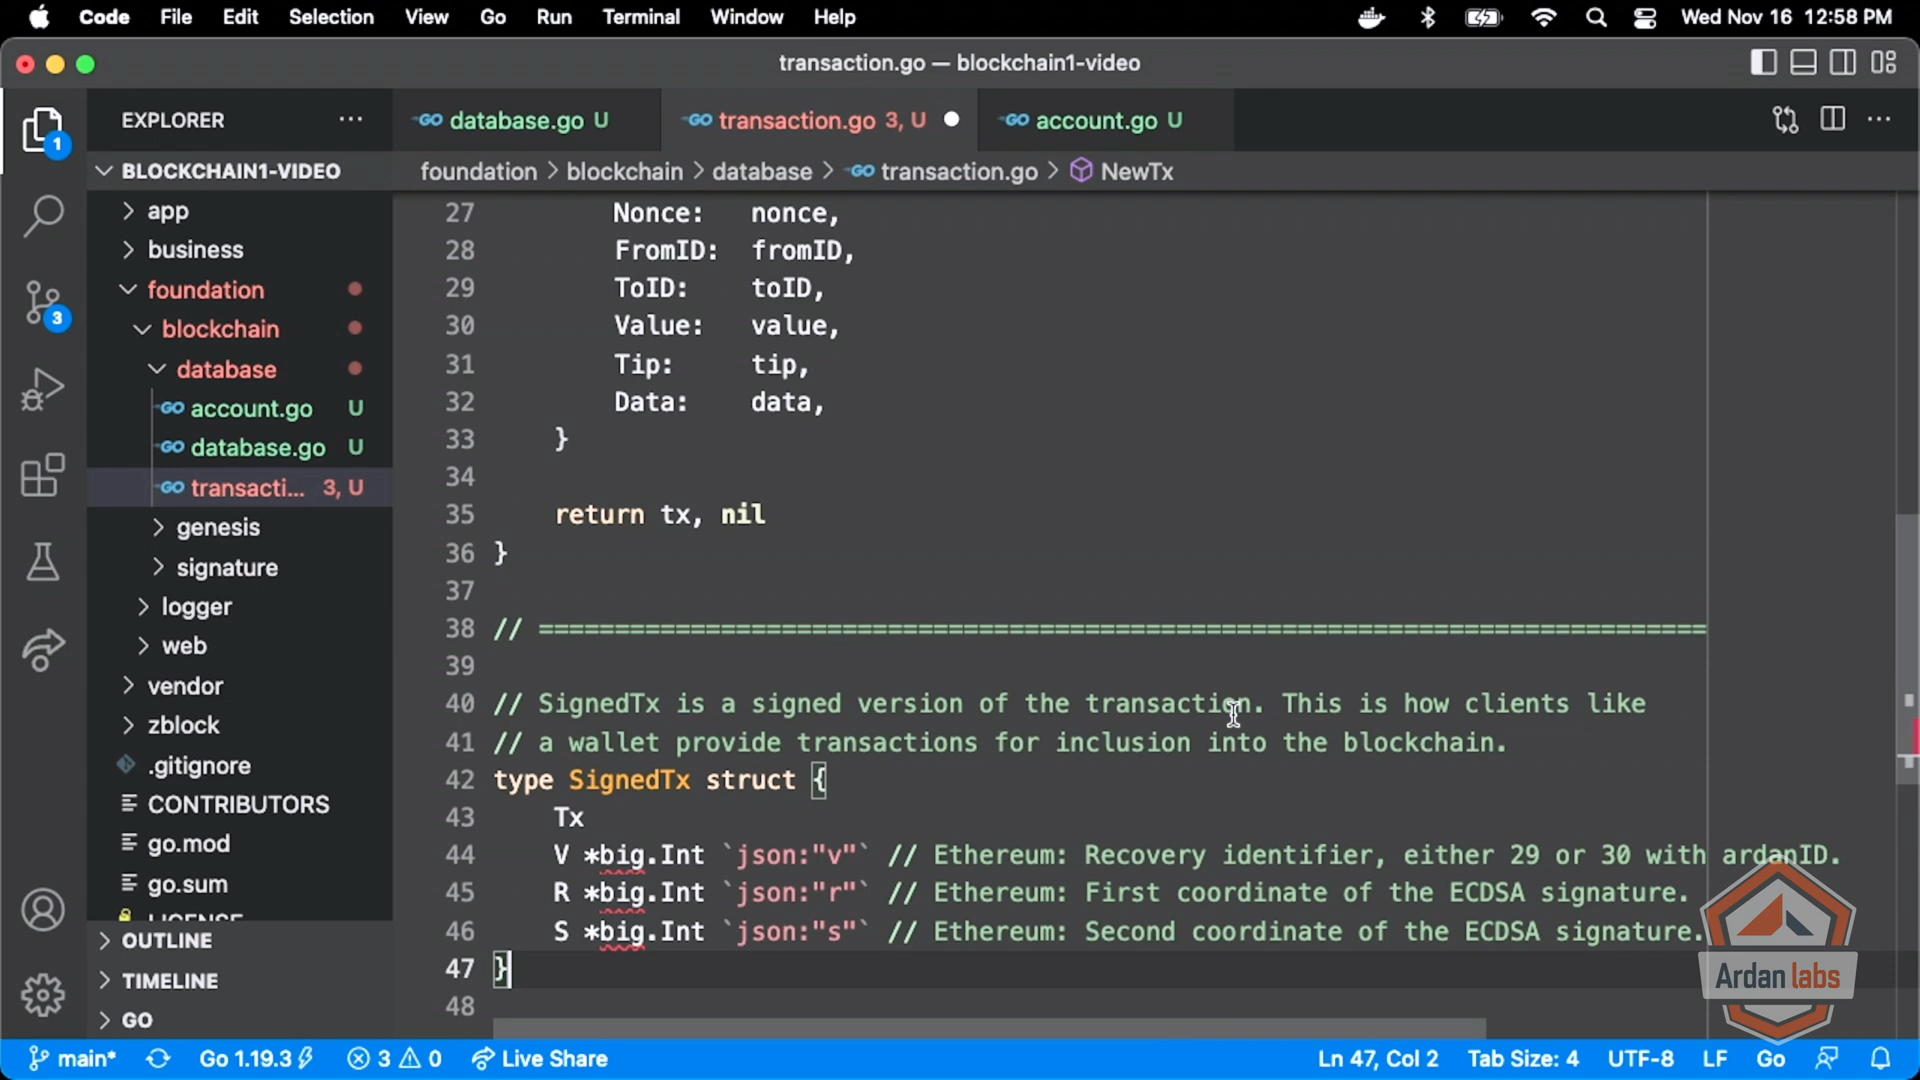 Code File Edit Selection View Go Run Terminal Window Help Wed Nov 16 12:58 PM
transaction.go — blockchain1-video
EXPLORER
database.go U
transaction.go 3, U
account.go U
foundation > blockchain > database > transaction.go > NewTx
1
3
BLOCKCHAIN1-VIDEO
app
business
foundation
blockchain
database
account.go U
database.go U
transacti... 3, U
genesis
signature
logger
web
vendor
zblock
.gitignore
CONTRIBUTORS
go.mod
go.sum
LICENSE
OUTLINE
TIMELINE
GO
27 Nonce: nonce,
28 FromID: fromID,
29 ToID: toID,
30 Value: value,
31 Tip: tip,
32 Data: data,
33 }
34
35 return tx, nil
36 }
37
38 // =============================================================================
39
40 // SignedTx is a signed version of the transaction. This is how clients like
41 // a wallet provide transactions for inclusion into the blockchain.
42 type SignedTx struct {
43 Tx
44 V *big.Int `json:"v"` // Ethereum: Recovery identifier, either 29 or 30 with ardanID.
45 R *big.Int `json:"r"` // Ethereum: First coordinate of the ECDSA signature.
46 S *big.Int `json:"s"` // Ethereum: Second coordinate of the ECDSA signature.
47 }
48
Ardan labs
main* Go 1.19.3 3 0 Live Share Ln 47, Col 2 Tab Size: 4 UTF-8 LF Go